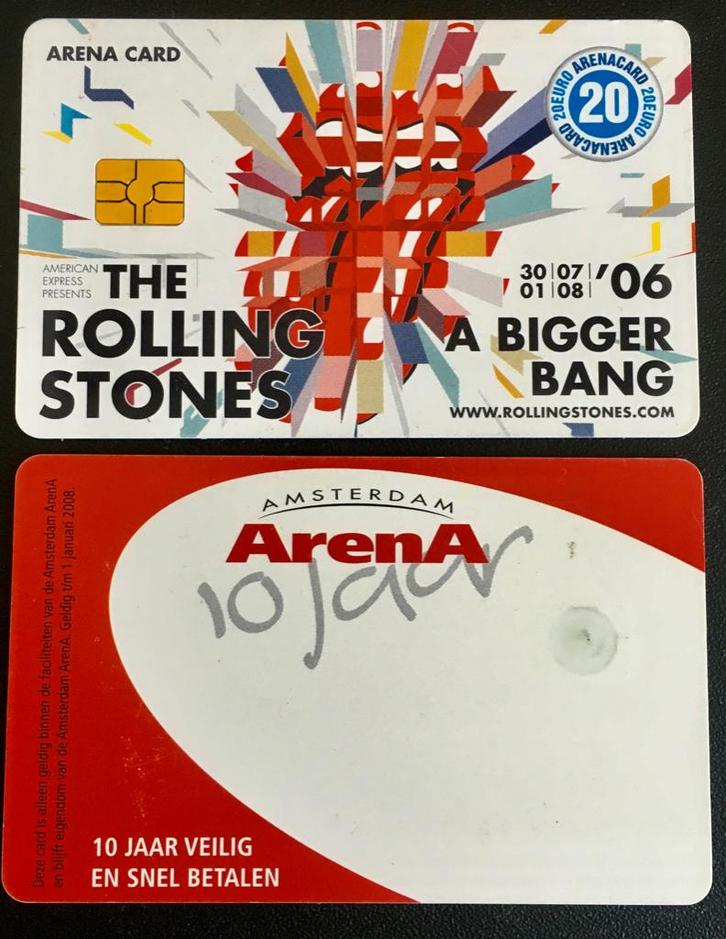 ARENA CARD
20EURO ARENACARD 20EURO ARENACARD
20
AMERICAN
EXPRESS
PRESENTS
THE
ROLLING
STONES
30|07|'06
01|08|
A BIGGER
BANG
WWW.ROLLINGSTONES.COM
Deze card is alleen geldig binnen de faciliteiten van de Amsterdam ArenA
en blijft eigendom van de Amsterdam ArenA. Geldig t/m 1 januari 2008.
AMSTERDAM
ArenA
10 jaar
10 JAAR VEILIG
EN SNEL BETALEN